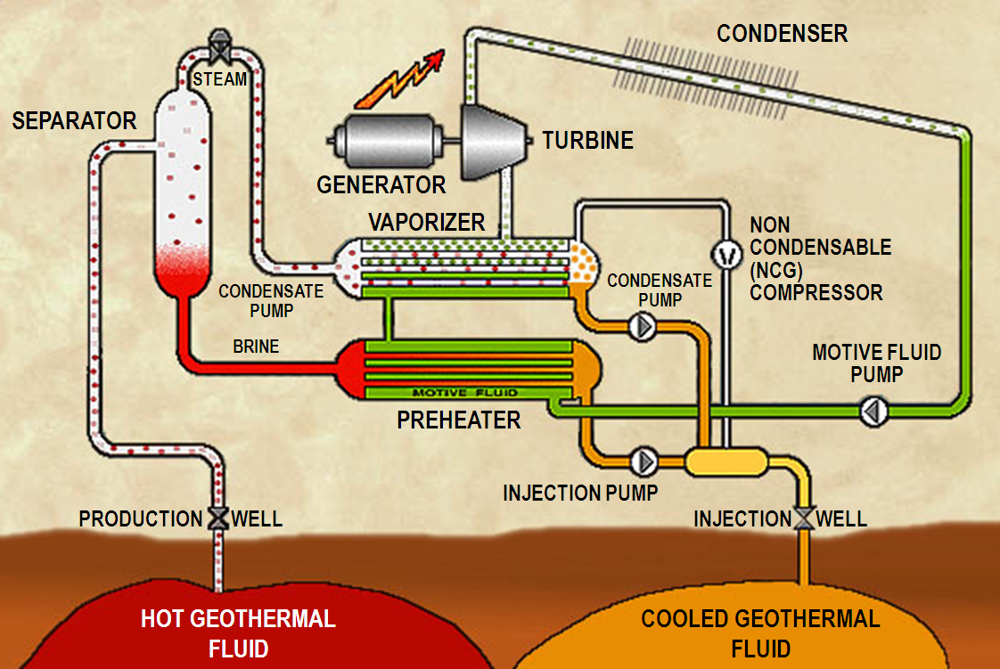 CONDENSER
STEAM
SEPARATOR
TURBINE
GENERATOR
VAPORIZER
NON
CONDENSABLE
(NCG)
COMPRESSOR
V
CONDENSATE
PUMP
CONDENSATE
PUMP
BRINE
MOTIVE FLUID
PUMP
MOTIVE FLUID
PREHEATER
INJECTION PUMP
PRODUCTION WELL
INJECTION WELL
HOT GEOTHERMAL
FLUID
COOLED GEOTHERMAL
FLUID